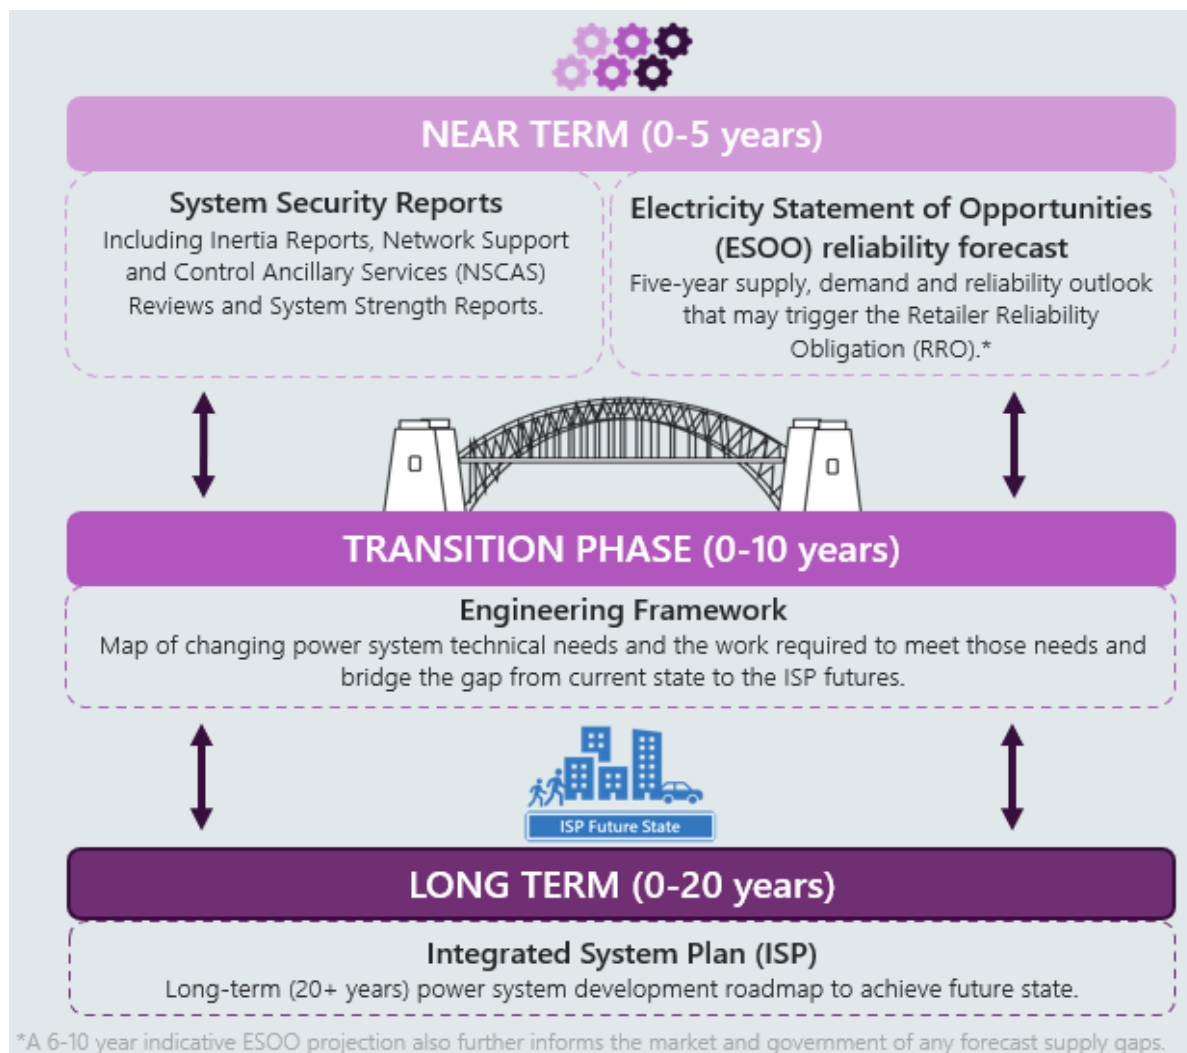 NEAR TERM (0-5 years)
System Security Reports
Including Inertia Reports, Network Support
and Control Ancillary Services (NSCAS)
Reviews and System Strength Reports.
Electricity Statement of Opportunities
(ESOO) reliability forecast
Five-year supply, demand and reliability outlook
that may trigger the Retailer Reliability
Obligation (RRO).*
TRANSITION PHASE (0-10 years)
Engineering Framework
Map of changing power system technical needs and the work required to meet those needs and
bridge the gap from current state to the ISP futures.
ISP Future State
LONG TERM (0-20 years)
Integrated System Plan (ISP)
Long-term (20+ years) power system development roadmap to achieve future state.
*A 6-10 year indicative ESOO projection also further informs the market and government of any forecast supply gaps.